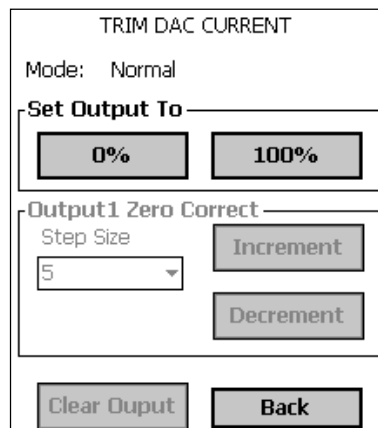 TRIM DAC CURRENT
Mode: Normal
Set Output To
0% 100%
Output1 Zero Correct
Step Size
Increment
5
Decrement
Clear Ouput Back